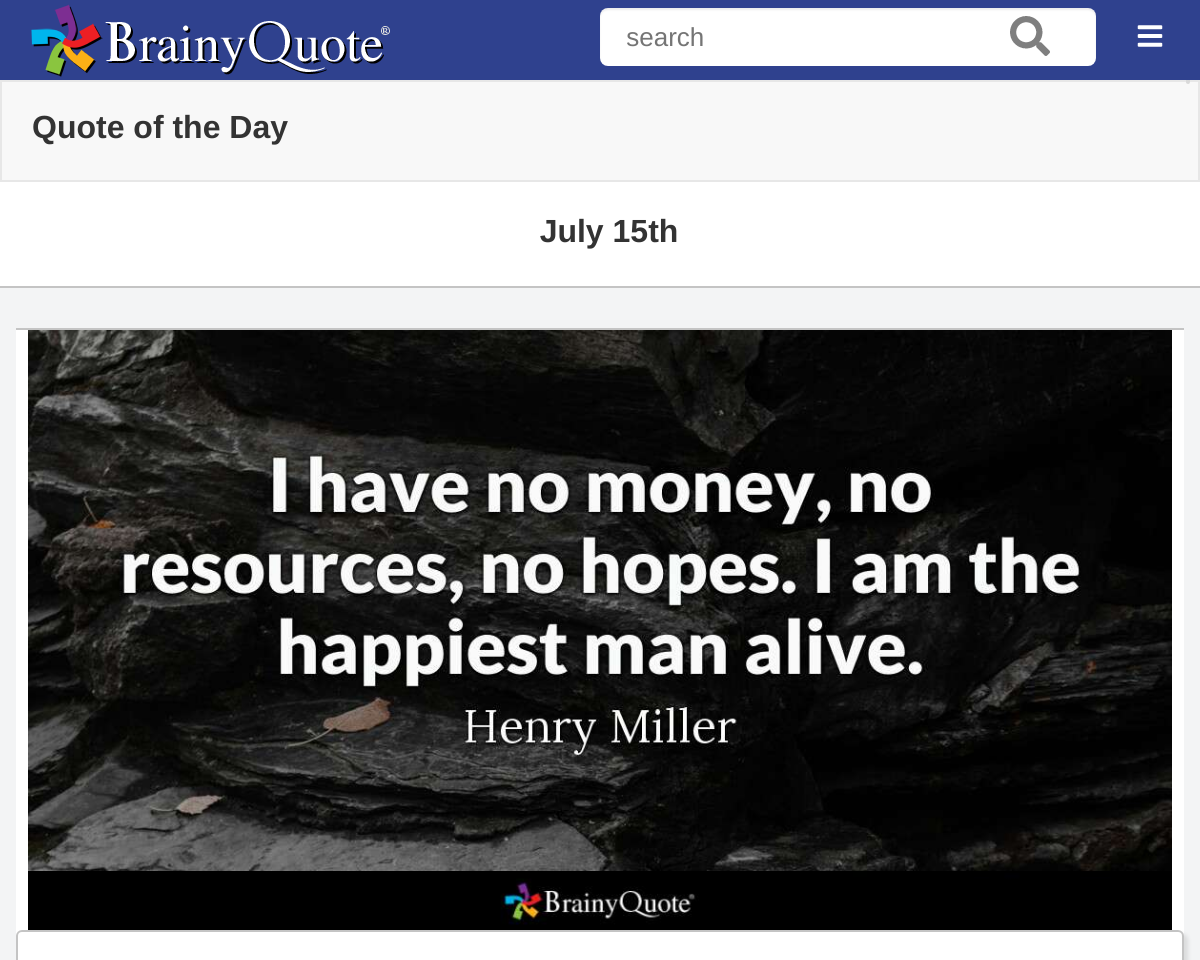 BrainyQuote®
search
Quote of the Day
July 15th
I have no money, no
resources, no hopes. I am the
happiest man alive.
Henry Miller
BrainyQuote®